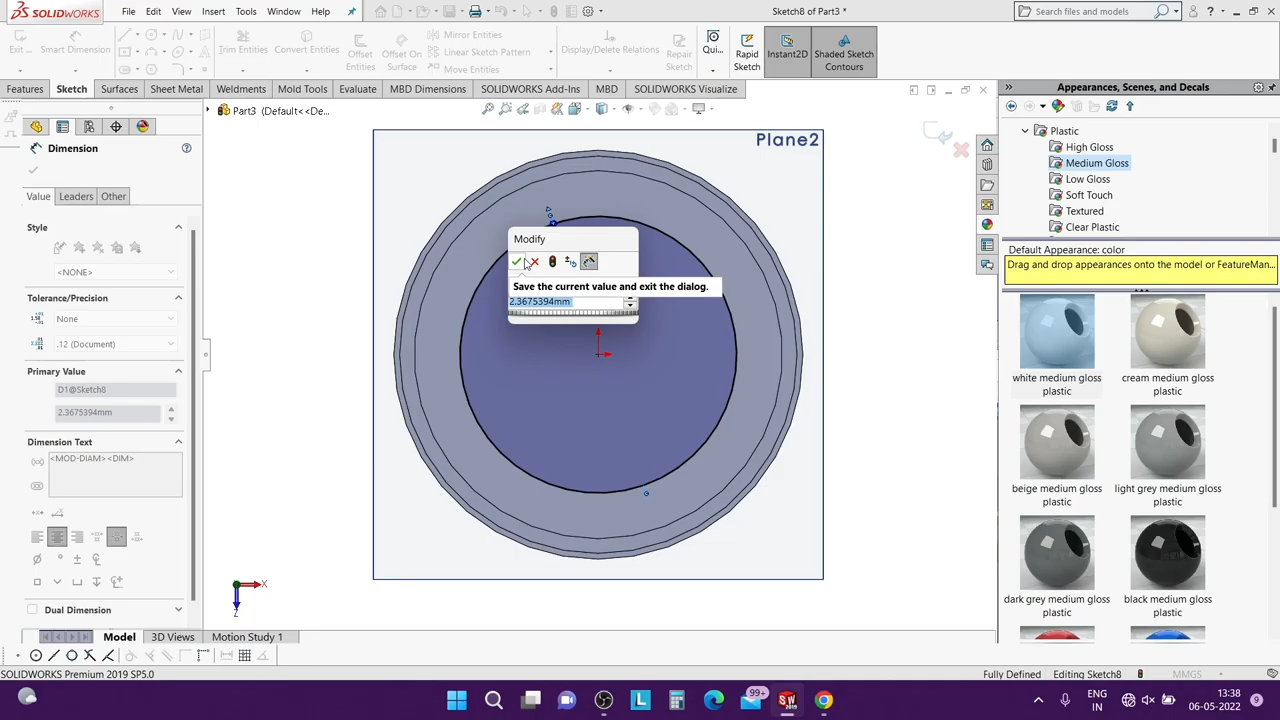 SOLIDWORKS
File
Edit
View
Insert
Tools
Window
Help
Sketch8 of Part3 *
Search files and models
Exit ...
Smart Dimension
Trim Entities
Convert Entities
Offset Entities
Offset On Surface
Mirror Entities
Linear Sketch Pattern
Move Entities
Display/Delete Relations
Repair Sketch
Qui...
Rapid Sketch
Instant2D
Shaded Sketch Contours
Features
Sketch
Surfaces
Sheet Metal
Weldments
Mold Tools
Evaluate
MBD Dimensions
SOLIDWORKS Add-Ins
MBD
SOLIDWORKS Visualize
Appearances, Scenes, and Decals
Part3 (Default<<De...
Dimension
Value
Leaders
Other
Style
<NONE>
Tolerance/Precision
None
.12 (Document)
Primary Value
D1@Sketch8
2.3675394mm
Dimension Text
<MOD-DIAM><DIM>
Dual Dimension
Plane2
Modify
Save the current value and exit the dialog.
2.3675394mm
X
Z
Plastic
High Gloss
Medium Gloss
Low Gloss
Soft Touch
Textured
Clear Plastic
Default Appearance: color
Drag and drop appearances onto the model or FeatureMan...
white medium gloss plastic
cream medium gloss plastic
beige medium gloss plastic
light grey medium gloss plastic
dark grey medium gloss plastic
black medium gloss plastic
Model
3D Views
Motion Study 1
SOLIDWORKS Premium 2019 SP5.0
Fully Defined
Editing Sketch8
MMGS
99+
ENG
IN
13:38
06-05-2022